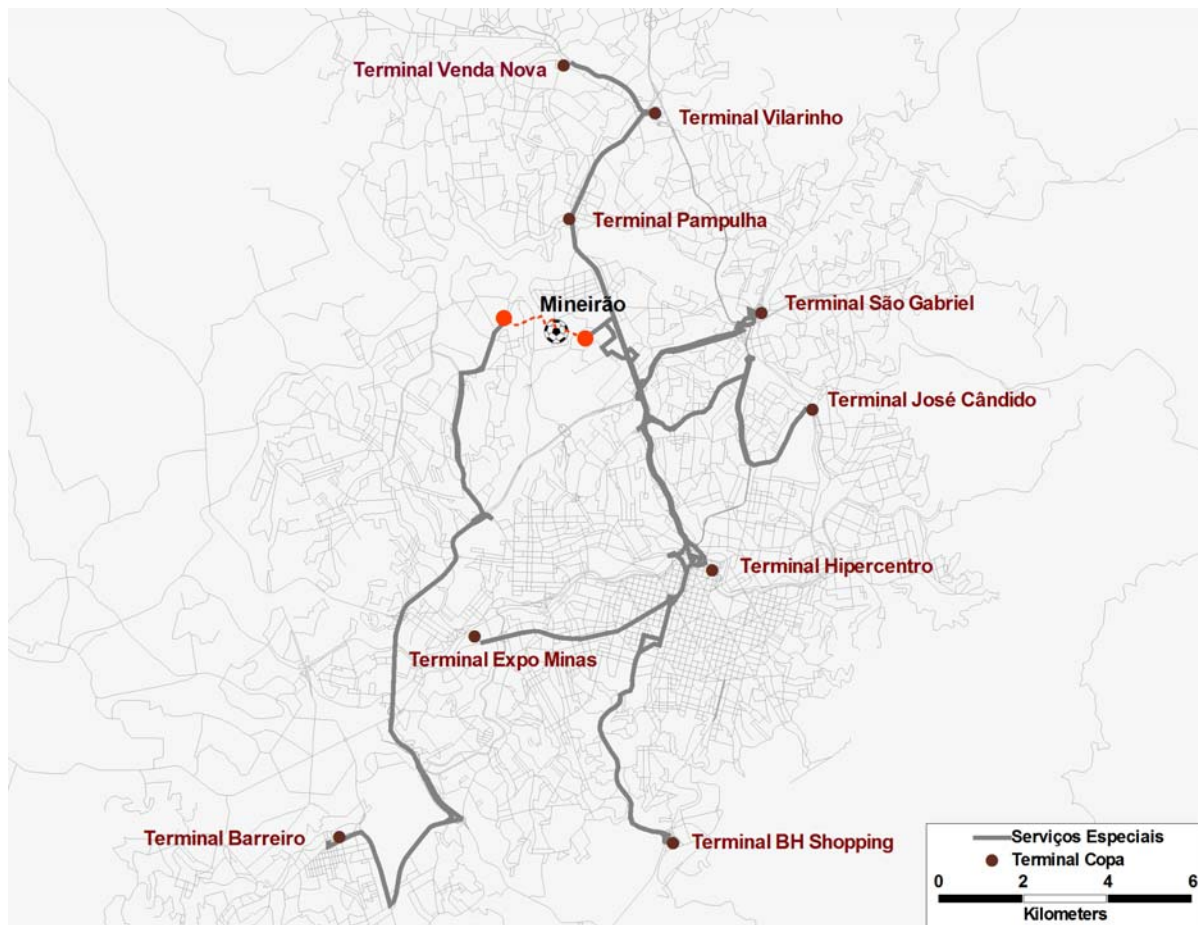 Terminal Venda Nova
Terminal Vilarinho
Terminal Pampulha
Mineirão
Terminal São Gabriel
Terminal José Cândido
Terminal Hipercentro
Terminal Expo Minas
Terminal Barreiro
Terminal BH Shopping
Serviços Especiais
Terminal Copa
0 2 4 6
Kilometers